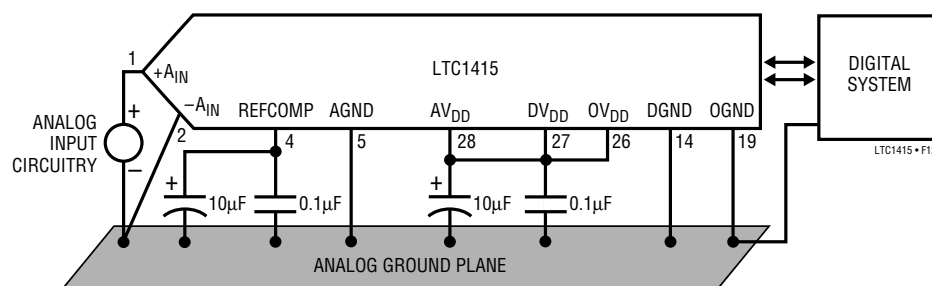 1
+AIN
LTC1415
DIGITAL
SYSTEM
−AIN
2
REFCOMP
AGND
AVDD
DVDD
OVDD
DGND
OGND
4
5
28
27
26
14
19
ANALOG
INPUT
CIRCUITRY
+
−
+
10µF
0.1µF
+
10µF
0.1µF
ANALOG GROUND PLANE
LTC1415 •